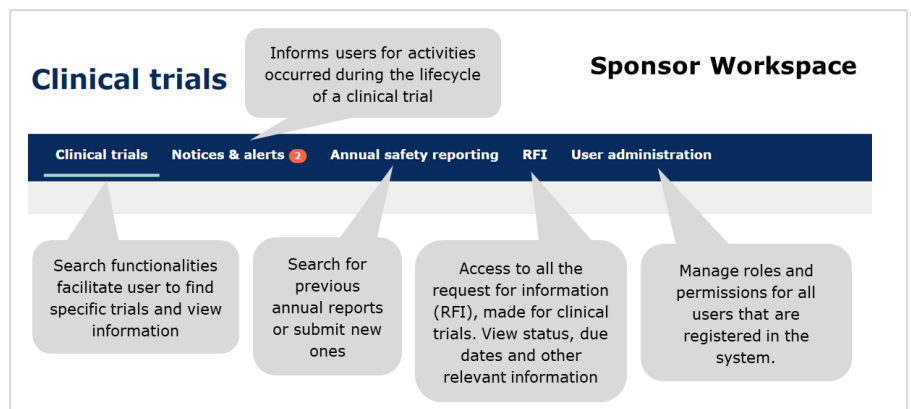 Informs users for activities
occurred during the lifecycle
of a clinical trial
Clinical trials
Sponsor Workspace
Clinical trials
Notices & alerts 2
Annual safety reporting
RFI
User administration
Search functionalities
facilitate user to find
specific trials and view
information
Search for
previous
annual reports
or submit new
ones
Access to all the
request for information
(RFI), made for clinical
trials. View status, due
dates and other
relevant information
Manage roles and
permissions for all
users that are
registered in the
system.